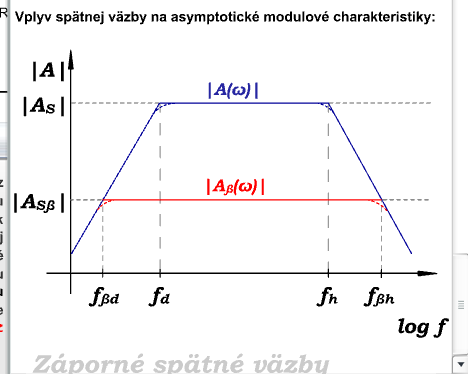 Vplyv spätnej väzby na asymptotické modulové charakteristiky:
|A|
|A(ω)|
|As|
|Aβ(ω)|
|Asβ|
fβd fd fh fβh
log f
Záporné spätné väzby